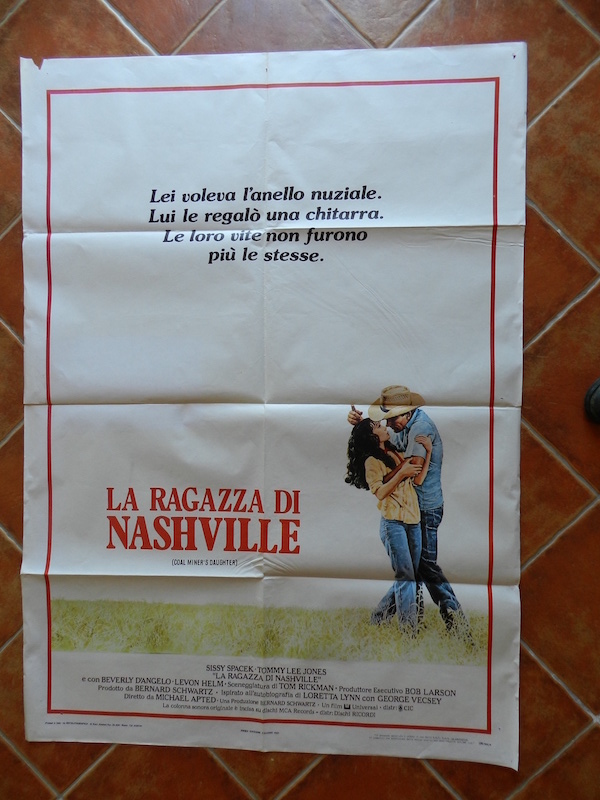 Lei voleva l'anello nuziale.
Lui le regalò una chitarra.
Le loro vite non furono
più le stesse.
LA RAGAZZA DI
NASHVILLE
(COAL MINER'S DAUGHTER)
SISSY SPACEK · TOMMY LEE JONES
"LA RAGAZZA DI NASHVILLE"
e con BEVERLY D'ANGELO · LEVON HELM · Sceneggiatura di TOM RICKMAN · Produttore Esecutivo BOB LARSON
Prodotto da BERNARD SCHWARTZ · Ispirato all'autobiografia di LORETTA LYNN con GEORGE VECSEY
Diretto da MICHAEL APTED · Una Produzione BERNARD SCHWARTZ · Un Film Universal · distr. CIC
La colonna sonora originale è incisa su dischi MCA Records · distr. Dischi RICORDI